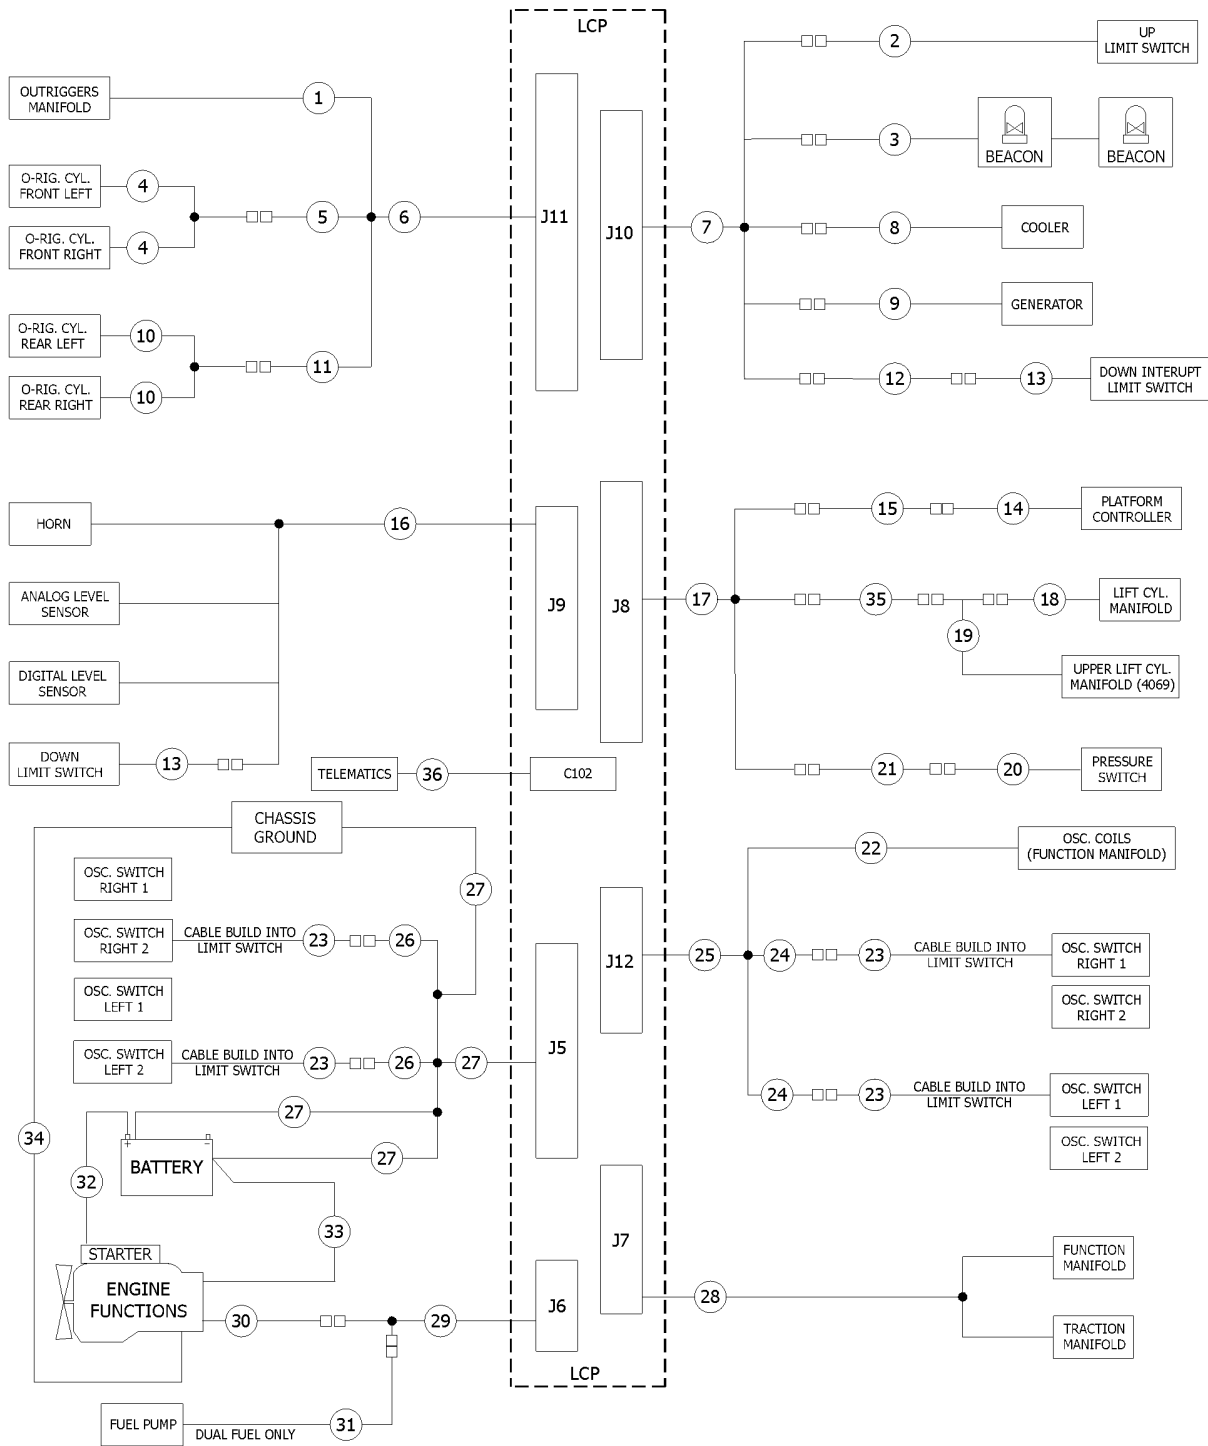 LCP
OUTRIGGERS
MANIFOLD
1
O-RIG. CYL.
FRONT LEFT
4
O-RIG. CYL.
FRONT RIGHT
4
5
6
J11
O-RIG. CYL.
REAR LEFT
10
O-RIG. CYL.
REAR RIGHT
10
11
J10
7
2
UP
LIMIT SWITCH
3
BEACON
BEACON
8
COOLER
9
GENERATOR
12
13
DOWN INTERUPT
LIMIT SWITCH
HORN
16
J9
ANALOG LEVEL
SENSOR
DIGITAL LEVEL
SENSOR
DOWN
LIMIT SWITCH
13
J8
17
15
14
PLATFORM
CONTROLLER
35
18
LIFT CYL.
MANIFOLD
19
UPPER LIFT CYL.
MANIFOLD (4069)
21
20
PRESSURE
SWITCH
TELEMATICS
36
C102
CHASSIS
GROUND
27
OSC. SWITCH
RIGHT 1
OSC. SWITCH
RIGHT 2
CABLE BUILD INTO
LIMIT SWITCH
23
26
OSC. SWITCH
LEFT 1
OSC. SWITCH
LEFT 2
CABLE BUILD INTO
LIMIT SWITCH
23
26
27
J5
27
34
+
-
BATTERY
27
32
33
STARTER
ENGINE
FUNCTIONS
30
29
J6
FUEL PUMP
DUAL FUEL ONLY
31
J12
25
22
OSC. COILS
(FUNCTION MANIFOLD)
24
23
CABLE BUILD INTO
LIMIT SWITCH
OSC. SWITCH
RIGHT 1
OSC. SWITCH
RIGHT 2
24
23
CABLE BUILD INTO
LIMIT SWITCH
OSC. SWITCH
LEFT 1
OSC. SWITCH
LEFT 2
J7
28
FUNCTION
MANIFOLD
TRACTION
MANIFOLD
LCP